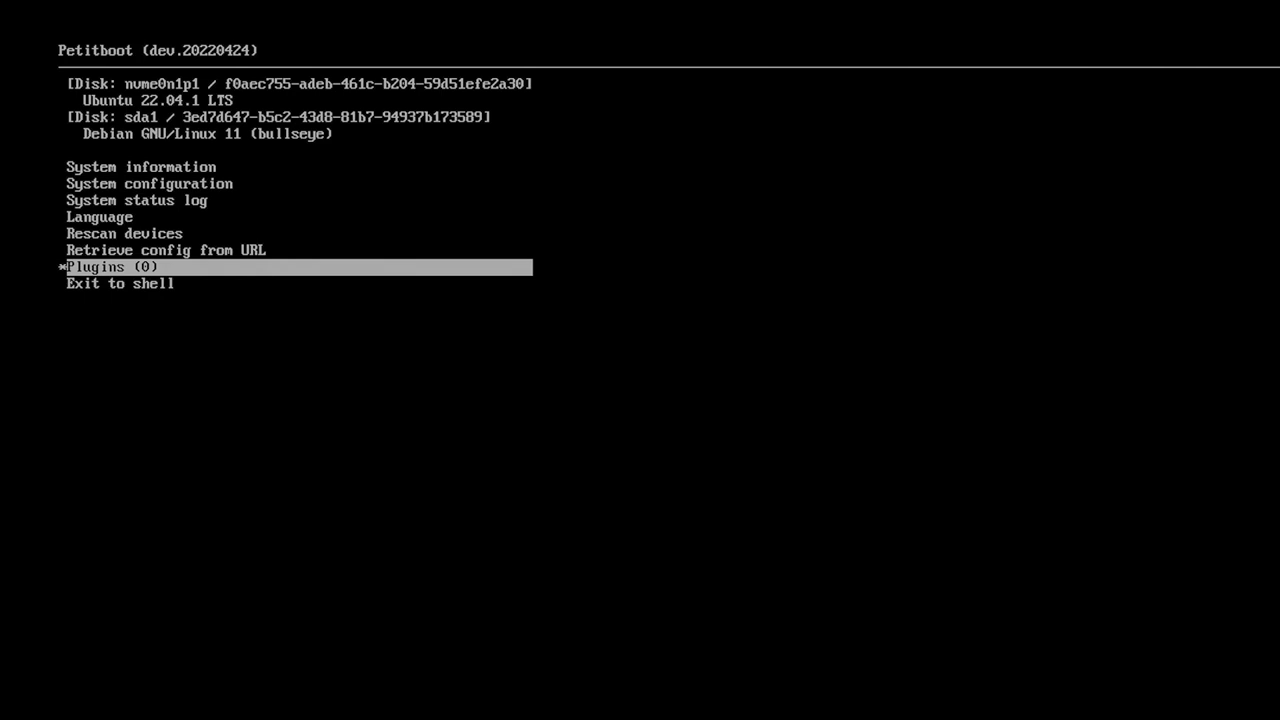 Petitboot (dev.20220424)
[Disk: nvme0n1p1 / f0aec755-adeb-461c-b204-59d51efe2a30]
Ubuntu 22.04.1 LTS
[Disk: sda1 / 3ed7d647-b5c2-43d8-81b7-94937b173589]
Debian GNU/Linux 11 (bullseye)
System information
System configuration
System status log
Language
Rescan devices
Retrieve config from URL
*Plugins (0)
Exit to shell